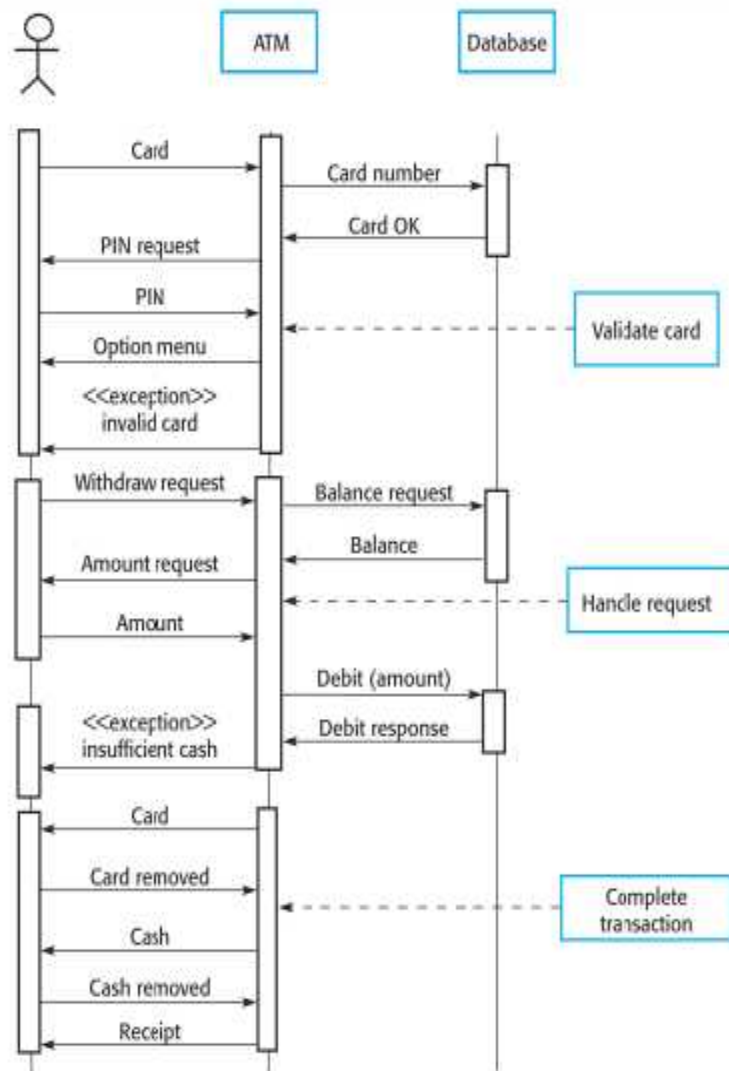 ATM
Database
Card
Card number
Card OK
PIN request
PIN
Validate card
Option menu
<<exception>>
invalid card
Withdraw request
Balance request
Balance
Amount request
Handle request
Amount
Debit (amount)
<<exception>>
insufficient cash
Debit response
Card
Card removed
Complete
transaction
Cash
Cash removed
Receipt